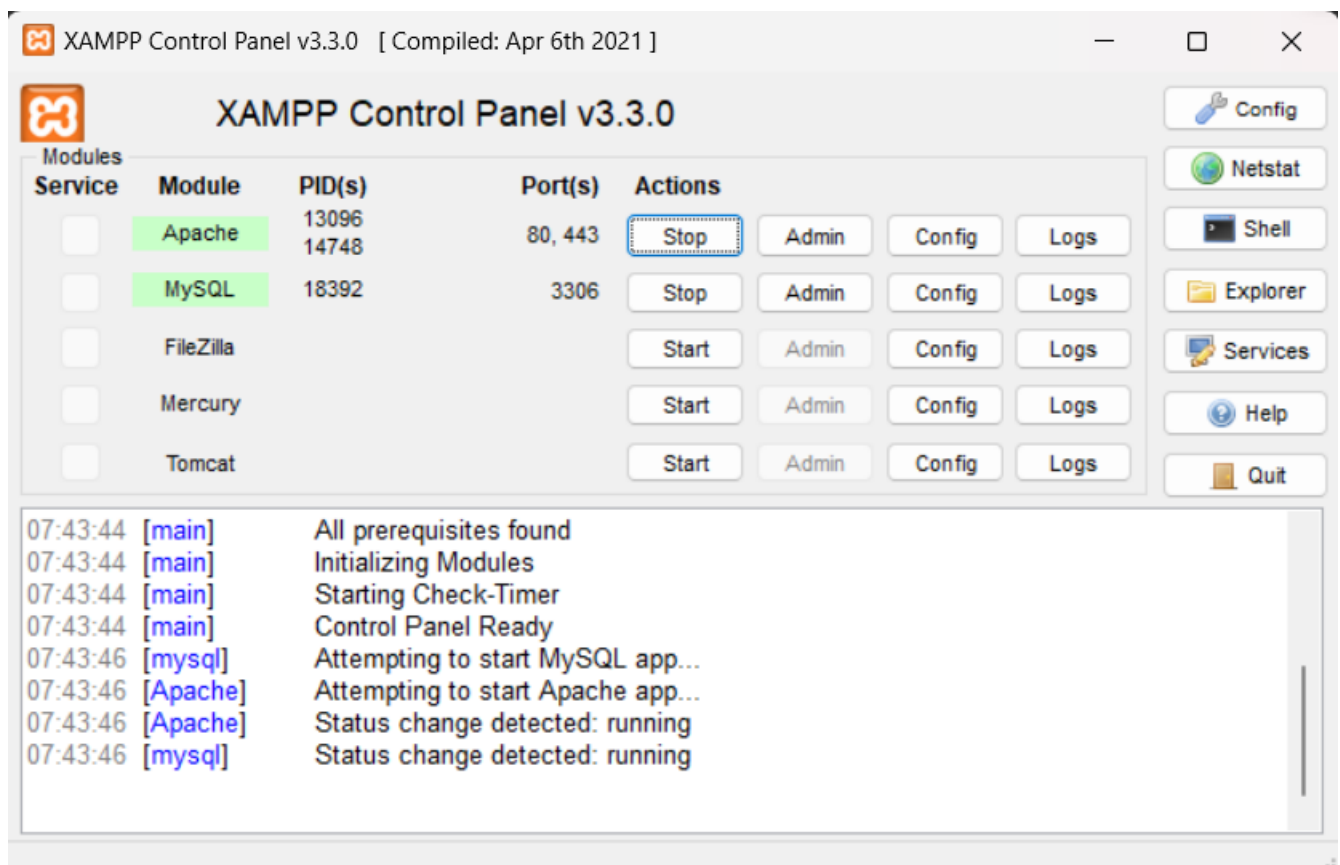 XAMPP Control Panel v3.3.0 [ Compiled: Apr 6th 2021 ]
XAMPP Control Panel v3.3.0
Config
Modules
Netstat
Service Module PID(s) Port(s) Actions
Apache 13096 14748 80, 443 Stop Admin Config Logs
Shell
MySQL 18392 3306 Stop Admin Config Logs
Explorer
FileZilla Start Admin Config Logs
Services
Mercury Start Admin Config Logs
Help
Tomcat Start Admin Config Logs
Quit
07:43:44 [main] All prerequisites found
07:43:44 [main] Initializing Modules
07:43:44 [main] Starting Check-Timer
07:43:44 [main] Control Panel Ready
07:43:46 [mysql] Attempting to start MySQL app...
07:43:46 [Apache] Attempting to start Apache app...
07:43:46 [Apache] Status change detected: running
07:43:46 [mysql] Status change detected: running